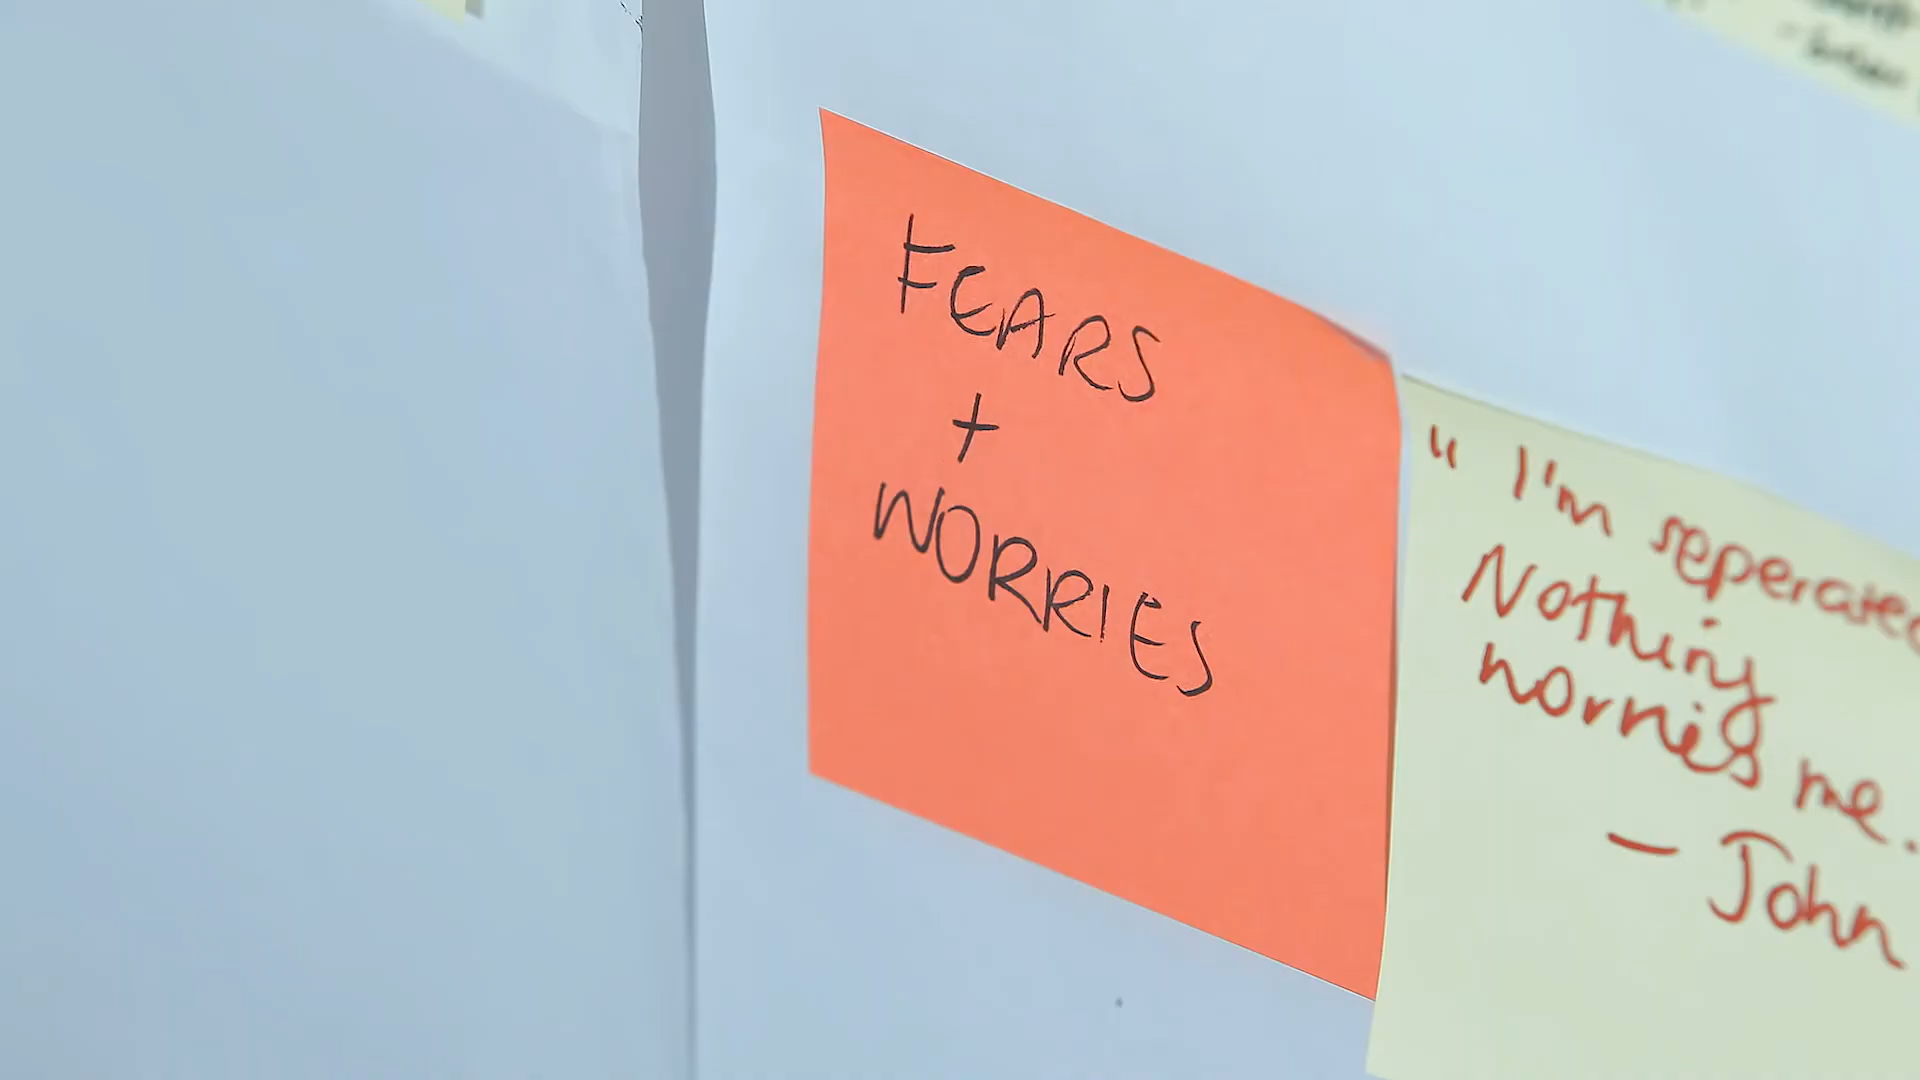 FEARS
+
WORRIES
" I'm seperated
Nothing
worries me.
- John